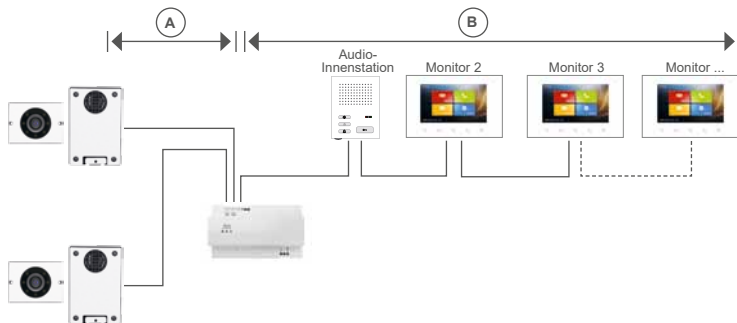 A
B
Audio-
Innenstation
Monitor 2
Monitor 3
Monitor ...